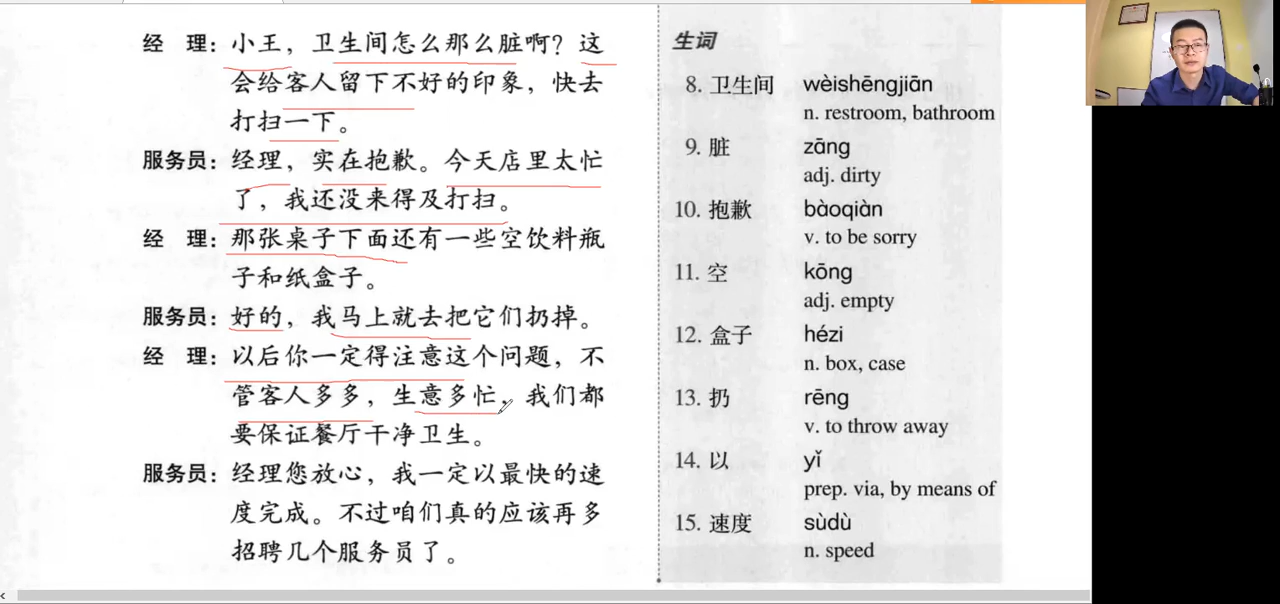 经 理：小王，卫生间怎么那么脏啊？这
会给客人留下不好的印象，快去
打扫一下。
服务员：经理，实在抱歉。今天店里太忙
了，我还没来得及打扫。
经 理：那张桌子下面还有一些空饮料瓶
子和纸盒子。
服务员：好的，我马上就去把它们扔掉。
经 理：以后你一定得注意这个问题，不
管客人多多，生意多忙，我们都
要保证餐厅干净卫生。
服务员：经理您放心，我一定以最快的速
度完成。不过咱们真的应该再多
招聘几个服务员了。
生词
8. 卫生间 wèishēngjiān
n. restroom, bathroom
9. 脏 zāng
adj. dirty
10. 抱歉 bàoqiàn
v. to be sorry
11. 空 kōng
adj. empty
12. 盒子 hézi
n. box, case
13. 扔 rēng
v. to throw away
14. 以 yǐ
prep. via, by means of
15. 速度 sùdù
n. speed